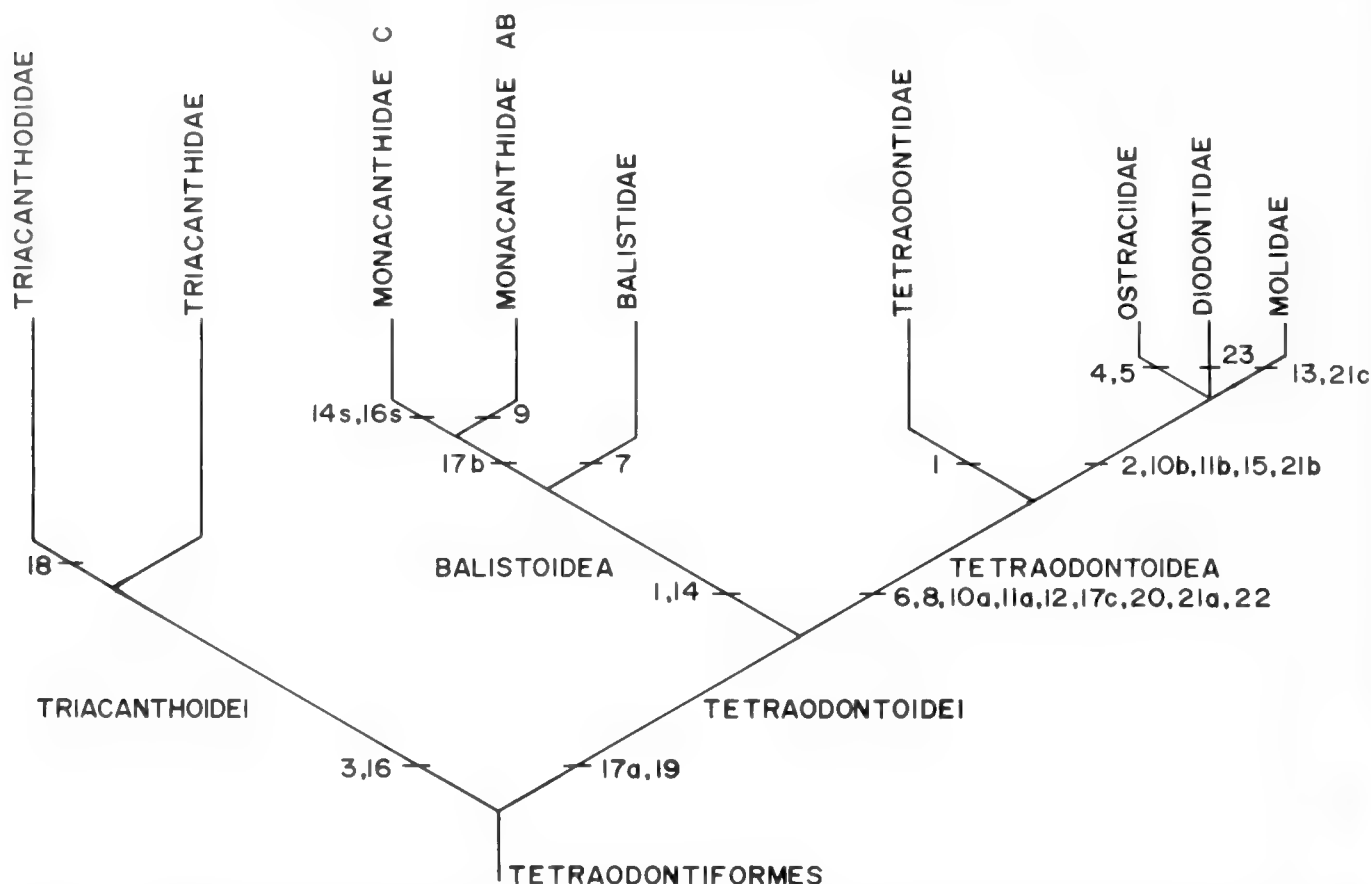 TRIACANTHODIDAE
TRIACANTHIDAE
MONACANTHIDAE C
MONACANTHIDAE AB
BALISTIDAE
TETRAODONTIDAE
OSTRACIIDAE
DIODONTIDAE
MOLIDAE
4,5
23
13,21c
14s,16s
9
17b
7
1
2,10b,11b,15,21b
18
BALISTOIDEA
TETRAODONTOIDEA
1,14
6,8,10a,11a,12,17c,20,21a,22
TRIACANTHOIDEI
TETRAODONTOIDEI
3,16
17a,19
TETRAODONTIFORMES